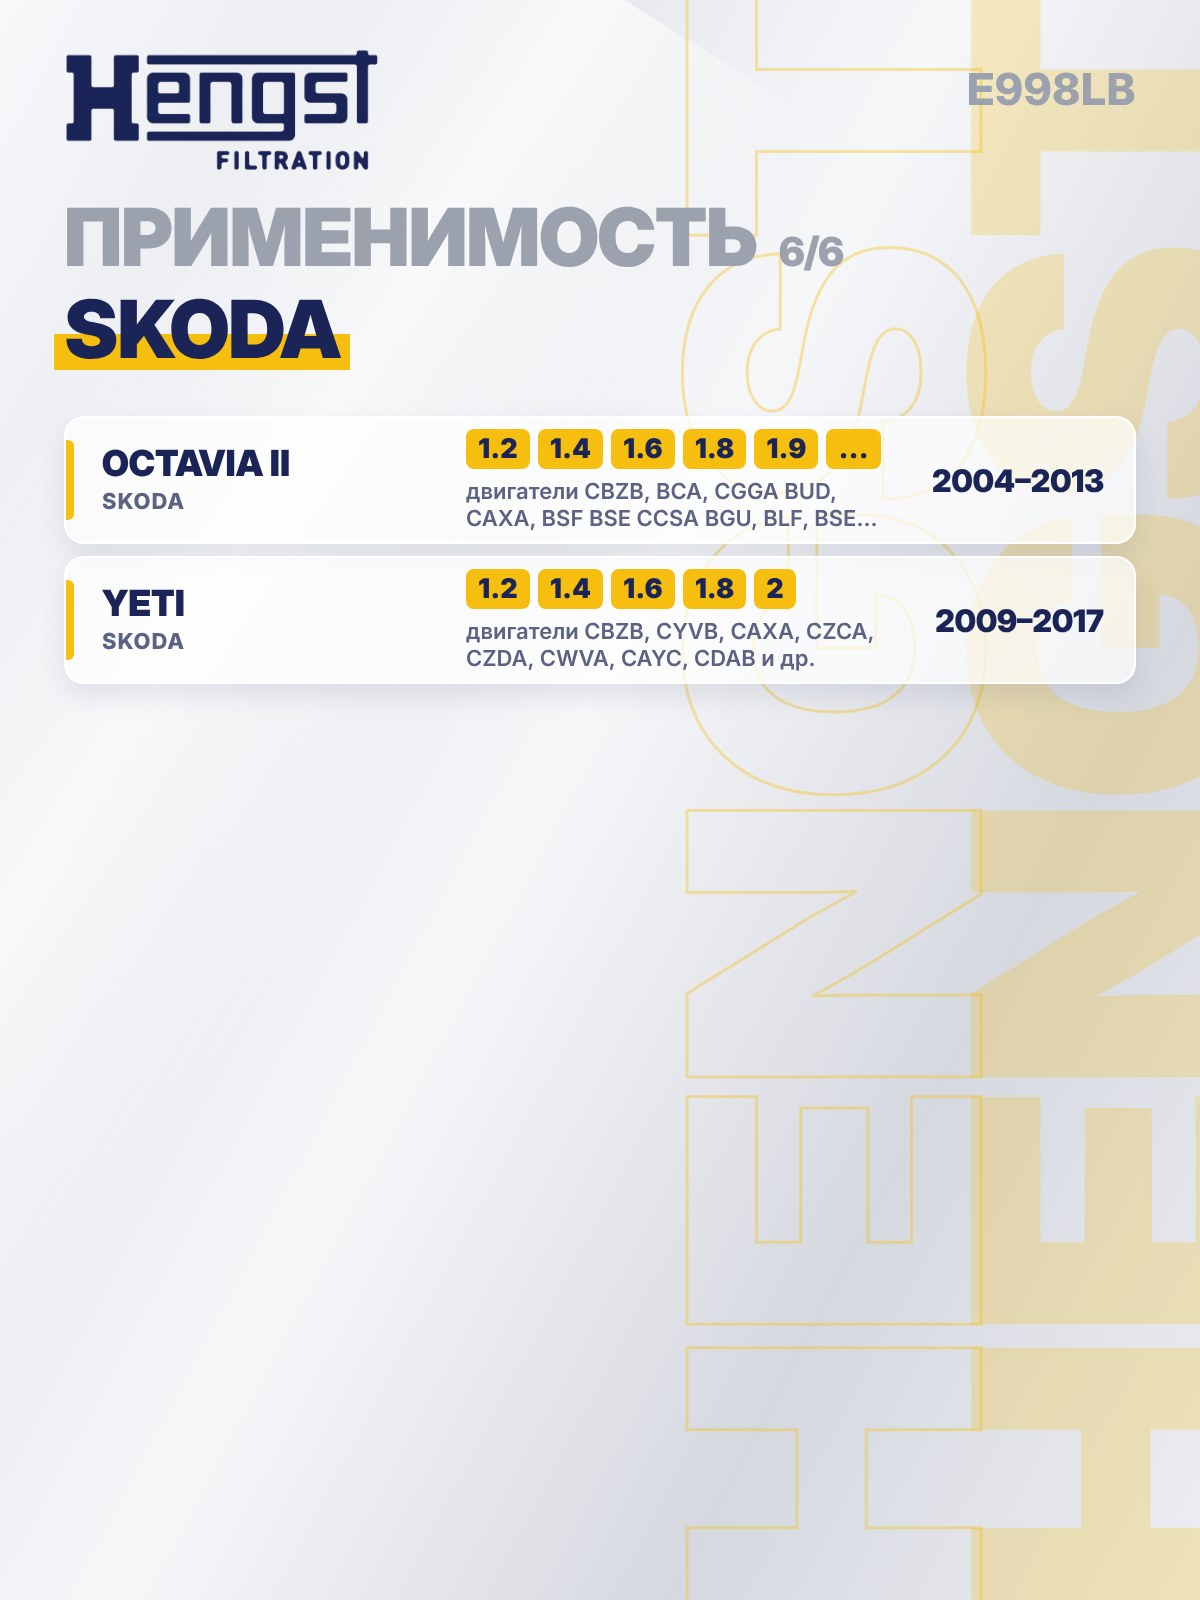 Hengst
FILTRATION
E998LB
ПРИМЕНИМОСТЬ 6/6
SKODA
OCTAVIA II
SKODA
1.2 1.4 1.6 1.8 1.9 ...
двигатели CBZB, BCA, CGGA BUD,
CAXA, BSF BSE CCSA BGU, BLF, BSE...
2004–2013
YETI
SKODA
1.2 1.4 1.6 1.8 2
двигатели CBZB, CYVB, CAXA, CZCA,
CZDA, CWVA, CAYC, CDAB и др.
2009–2017
HENGST
HENGST